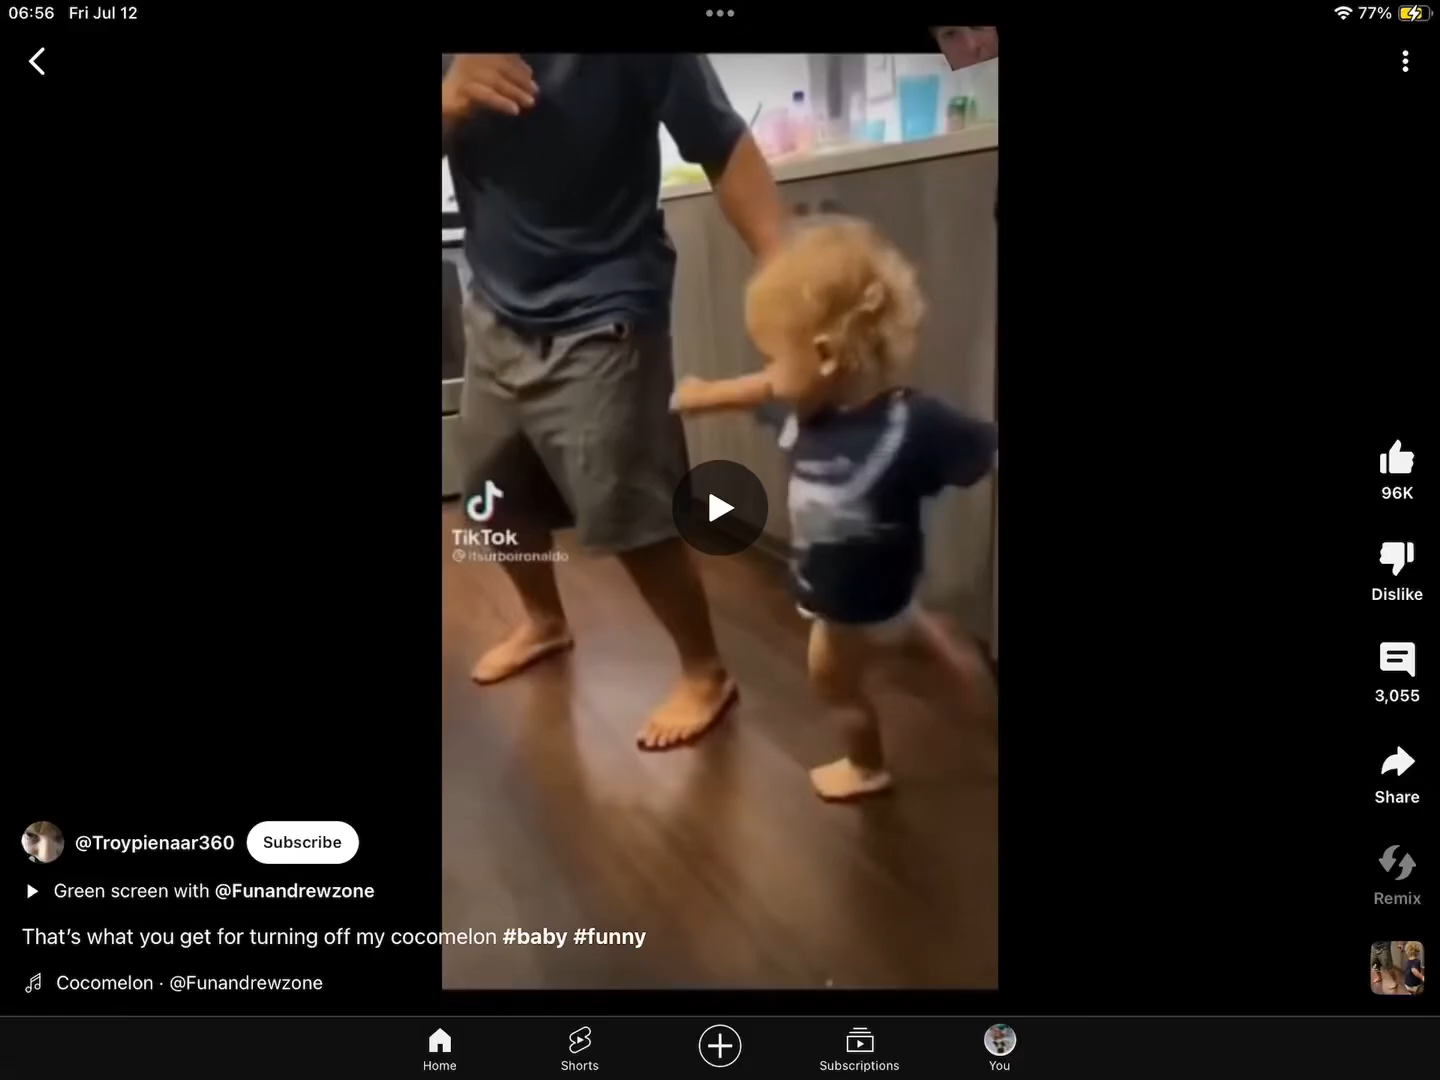 06:56 Fri Jul 12
77%
TikTok
@itsurboironaldo
96K
Dislike
3,055
Share
Remix
@Troypienaar360
Subscribe
Green screen with @Funandrewzone
That’s what you get for turning off my cocomelon #baby #funny
Cocomelon · @Funandrewzone
Home
Shorts
Subscriptions
You